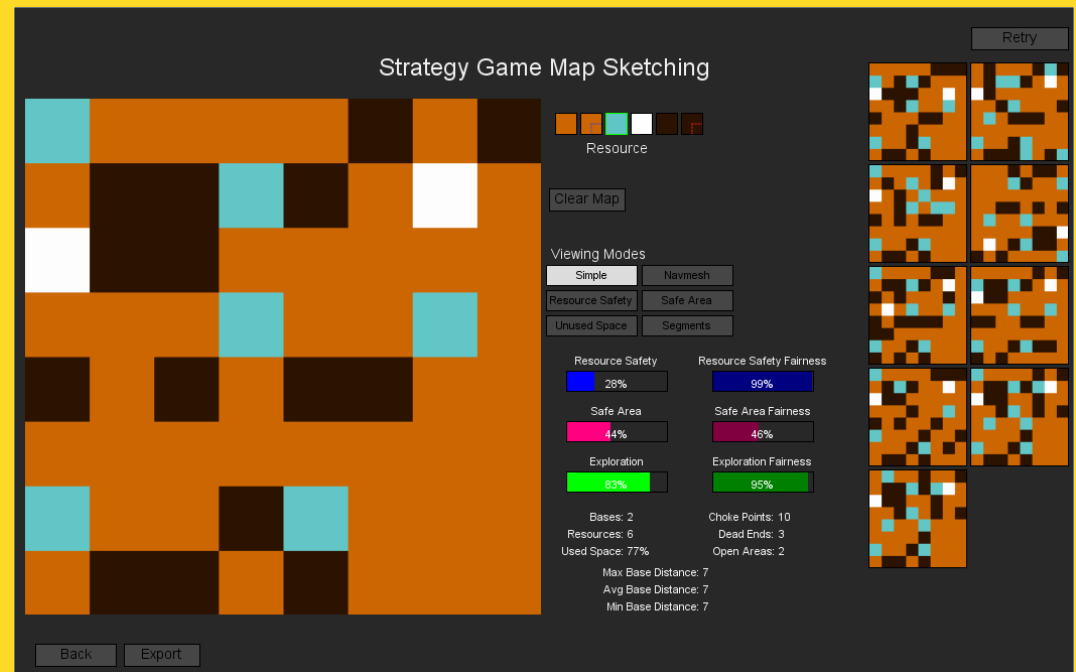 Retry
Strategy Game Map Sketching
Resource
Clear Map
Viewing Modes
Simple Navmesh
Resource Safety Safe Area
Unused Space Segments
Resource Safety Resource Safety Fairness
28% 99%
Safe Area Safe Area Fairness
44% 46%
Exploration Exploration Fairness
83% 95%
Bases: 2 Choke Points: 10
Resources: 6 Dead Ends: 3
Used Space: 77% Open Areas: 2
Max Base Distance: 7
Avg Base Distance: 7
Min Base Distance: 7
Back Export